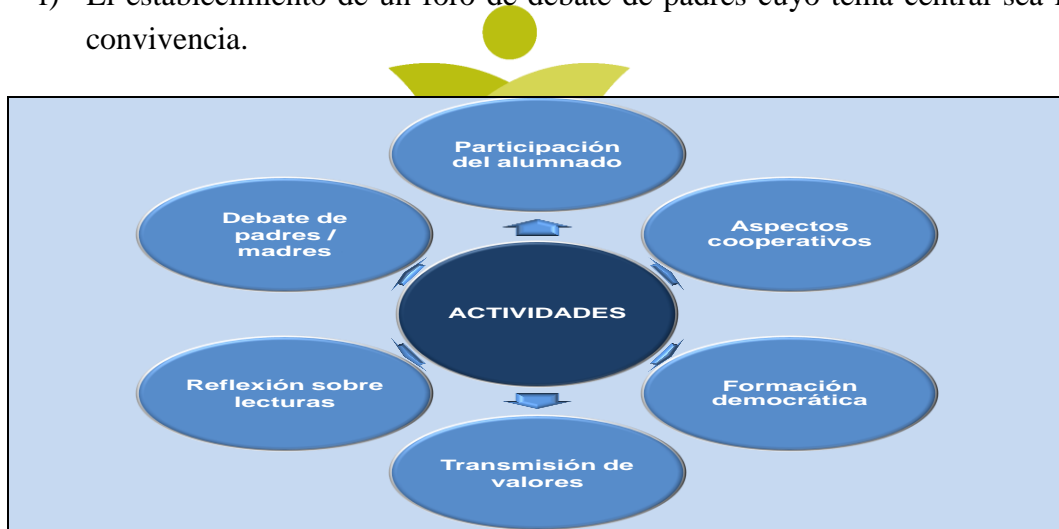 El establecimiento de un foro de debate de padres cuyo tema central sea
convivencia.
Participación
del alumnado
Debate de
padres /
madres
Aspectos
cooperativos
ACTIVIDADES
Reflexión sobre
lecturas
Formación
democrática
Transmisión de
valores